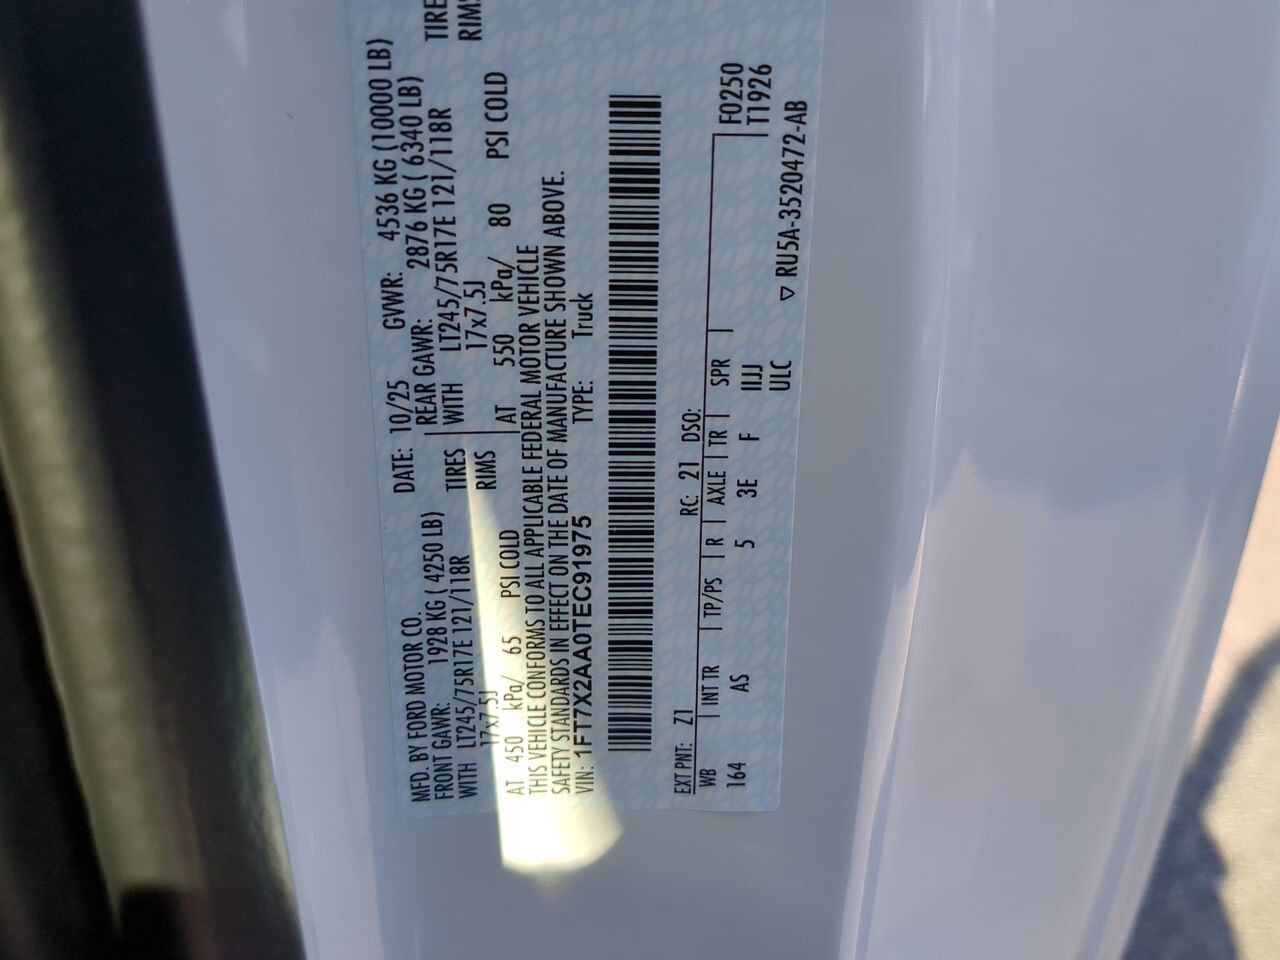 MFD. BY FORD MOTOR CO. DATE: 10/25 GVWR: 4536 KG (10000 LB)
FRONT GAWR: 1928 KG ( 4250 LB) REAR GAWR: 2876 KG ( 6340 LB)
WITH LT245/75R17E 121/118R TIRES WITH LT245/75R17E 121/118R TIRE
17x7.5J RIMS 17x7.5J RIMS
AT 450 kPa/ 65 PSI COLD AT 550 kPa/ 80 PSI COLD
THIS VEHICLE CONFORMS TO ALL APPLICABLE FEDERAL MOTOR VEHICLE
SAFETY STANDARDS IN EFFECT ON THE DATE OF MANUFACTURE SHOWN ABOVE.
VIN: 1FT7X2AA0TEC91975 TYPE: Truck
EXT PNT: Z1 RC: 21 DSO:
WB INT TR TP/PS R AXLE TR SPR F0250
164 AS 5 3E F IIJJ T1926
ULC
▽ RU5A-3520472-AB